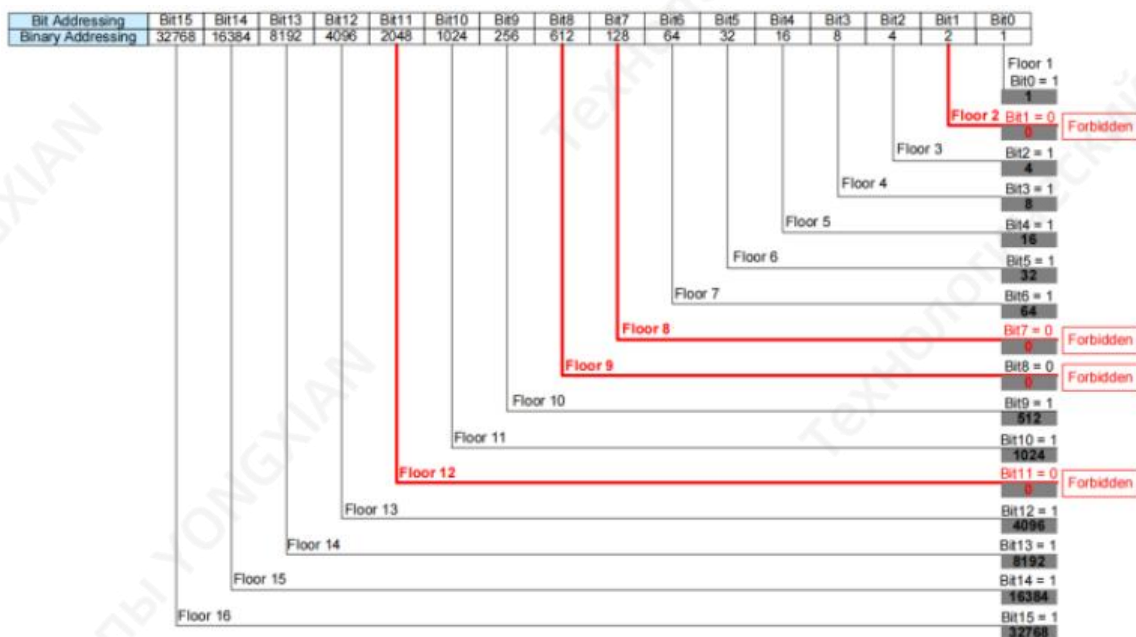 Bit Addressing Bit15 Bit14 Bit13 Bit12 Bit11 Bit10 Bit9 Bit8 Bit7 Bit6 Bit5 Bit4 Bit3 Bit2 Bit1 Bit0
Binary Addressing 32768 16384 8192 4096 2048 1024 256 612 128 64 32 16 8 4 2 1
Floor 1
Bit0 = 1
1
Floor 2 Bit1 = 0
0 Forbidden
Floor 3 Bit2 = 1
4
Floor 4 Bit3 = 1
8
Floor 5 Bit4 = 1
16
Floor 6 Bit5 = 1
32
Floor 7 Bit6 = 1
64
Floor 8 Bit7 = 0
0 Forbidden
Floor 9 Bit8 = 0
0 Forbidden
Floor 10 Bit9 = 1
512
Floor 11 Bit10 = 1
1024
Floor 12 Bit11 = 0
0 Forbidden
Floor 13 Bit12 = 1
4096
Floor 14 Bit13 = 1
8192
Floor 15 Bit14 = 1
16384
Floor 16 Bit15 = 1
32768
YONGXIAN